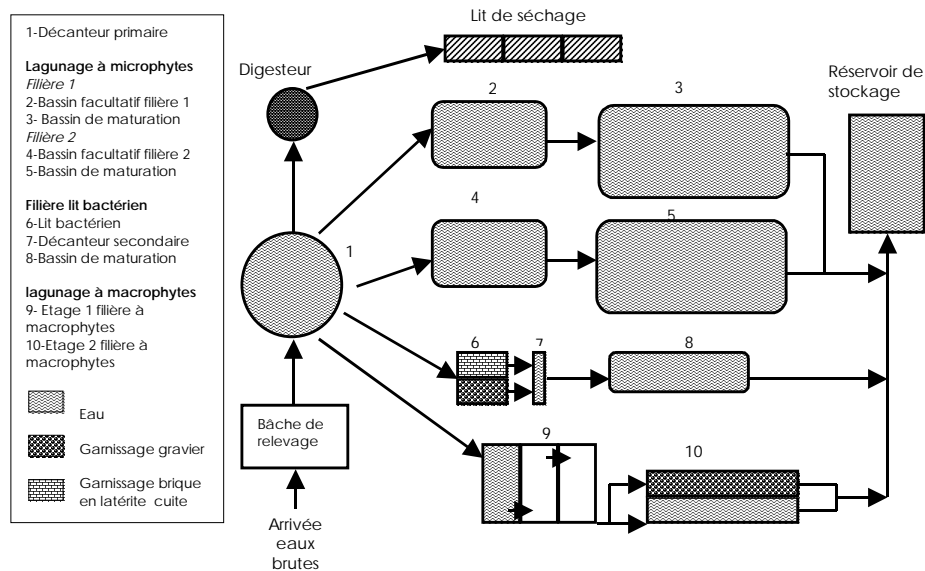 1-Décanteur primaire
Lagunage à microphytes
Filière 1
2-Bassin facultatif filière 1
3- Bassin de maturation
Filière 2
4-Bassin facultatif filière 2
5-Bassin de maturation
Filière lit bactérien
6-Lit bactérien
7-Décanteur secondaire
8-Bassin de maturation
lagunage à macrophytes
9- Etage 1 filière à
macrophytes
10-Etage 2 filière à
macrophytes
Eau
Garnissage gravier
Garnissage brique
en latérite cuite
Lit de séchage
Digesteur
Réservoir de
stockage
2
3
4
5
1
6
7
8
9
10
Bâche de
relevage
Arrivée
eaux
brutes